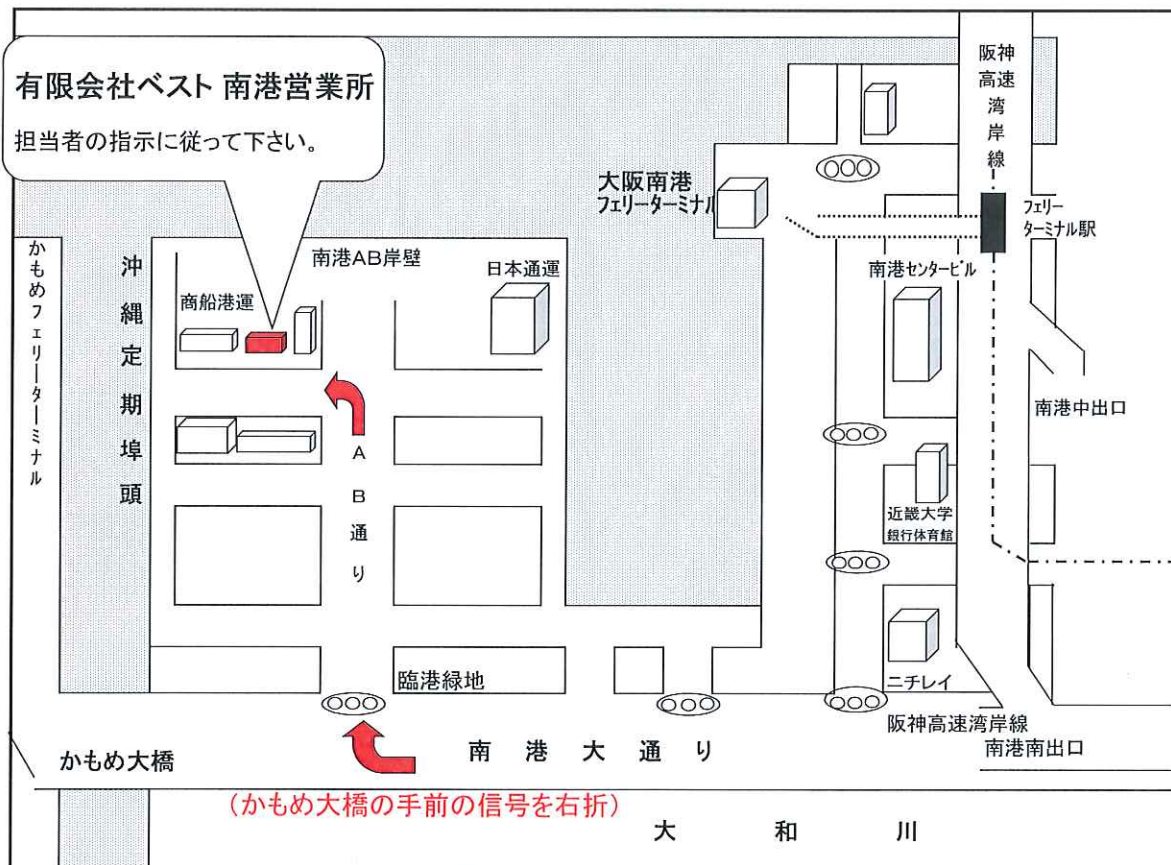 有限会社ベスト 南港営業所
担当者の指示に従って下さい。
阪神
高速
湾
岸
線
大阪南港
フェリーターミナル
フェリー
ターミナル駅
かもめフェリーターミナル
沖縄定期埠頭
南港AB岸壁
商船港運
日本通運
南港センタービル
南港中出口
AB通り
近畿大学
銀行体育館
臨港緑地
ニチレイ
阪神高速湾岸線
南港南出口
かもめ大橋
南港大通り
(かもめ大橋の手前の信号を右折)
大和川